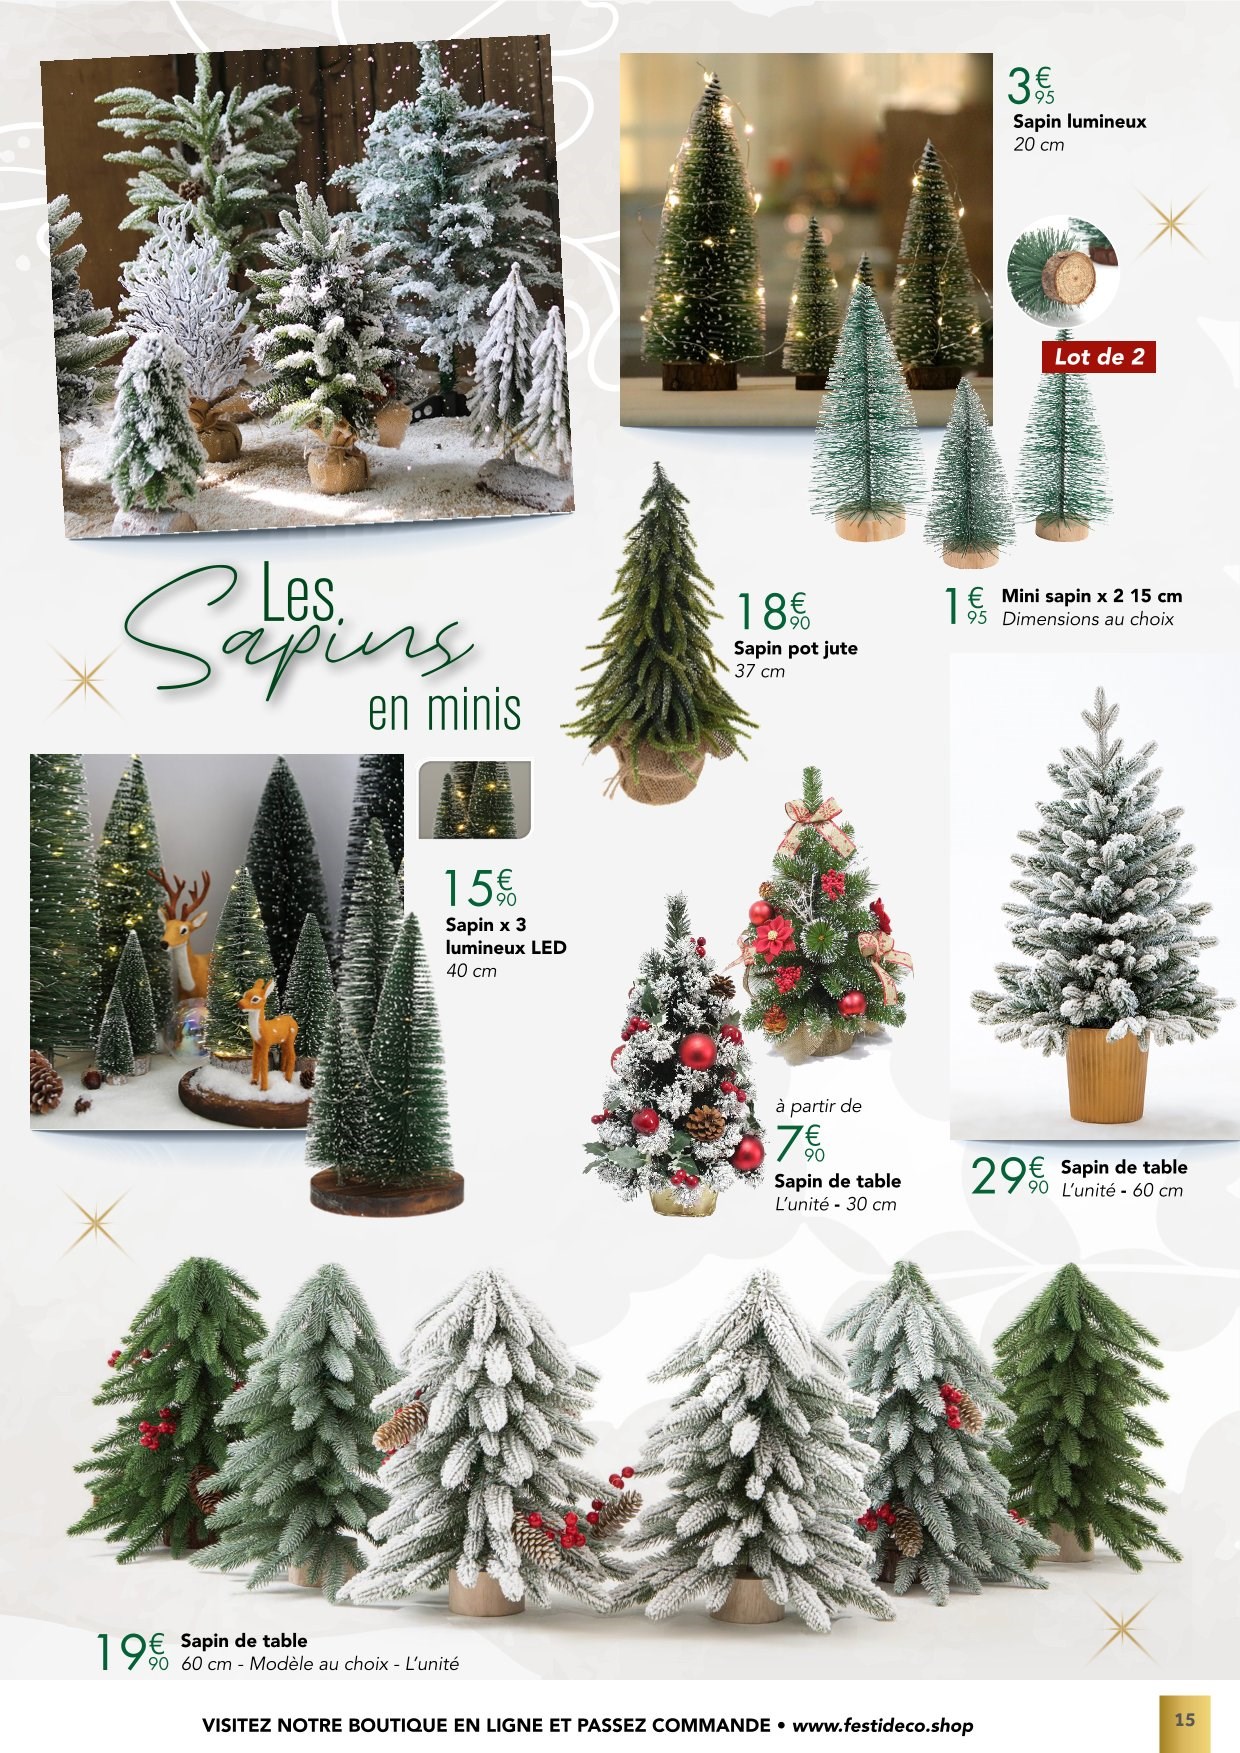 3€95
Sapin lumineux
20 cm
Lot de 2
Les
Sapins
en minis
18€90
Sapin pot jute
37 cm
1€95
Mini sapin x 2 15 cm
Dimensions au choix
15€90
Sapin x 3
lumineux LED
40 cm
à partir de
7€90
Sapin de table
L'unité - 30 cm
29€90
Sapin de table
L'unité - 60 cm
19€90
Sapin de table
60 cm - Modèle au choix - L'unité
VISITEZ NOTRE BOUTIQUE EN LIGNE ET PASSEZ COMMANDE • www.festideco.shop
15